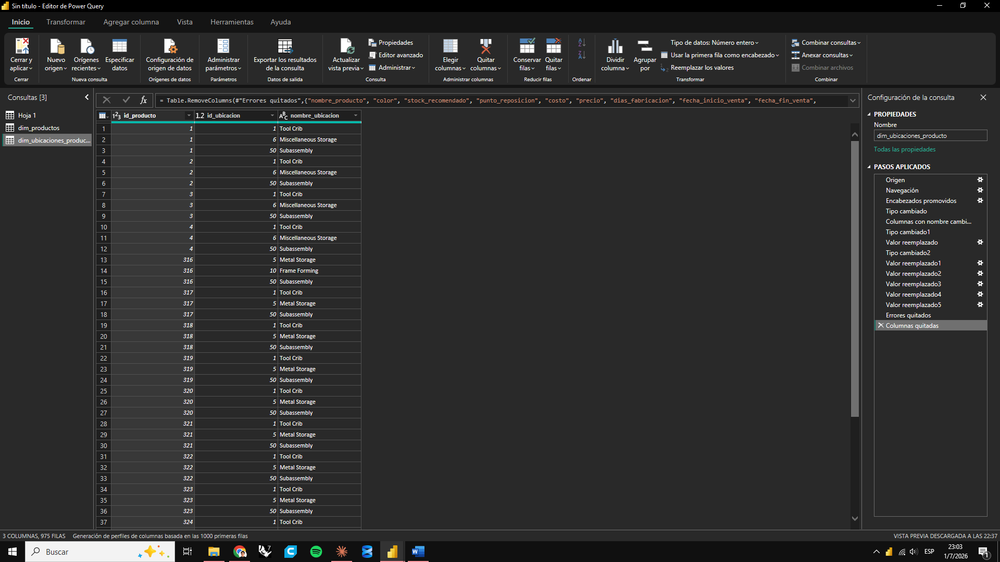 Sin título - Editor de Power Query
Inicio Transformar Agregar columna Vista Herramientas Ayuda
Cerrar y aplicar
Nuevo origen
Orígenes recientes
Especificar datos
Configuración de origen de datos
Administrar parámetros
Exportar los resultados de la consulta
Actualizar vista previa
Propiedades
Editor avanzado
Administrar
Elegir columnas
Quitar columnas
Conservar filas
Quitar filas
Dividir columna
Agrupar por
Tipo de datos: Número entero
Usar la primera fila como encabezado
Reemplazar los valores
Combinar consultas
Anexar consultas
Combinar archivos
Cerrar
Nueva consulta
Orígenes de datos
Parámetros
Datos de salida
Consulta
Administrar columnas
Reducir filas
Ordenar
Transformar
Combinar
Consultas [3]
Hoja 1
dim_productos
dim_ubicaciones_produc...
fx
= Table.RemoveColumns(#"Errores quitados",{"nombre_producto", "color", "stock_recomendado", "punto_reposicion", "costo", "precio", "dias_fabricacion", "fecha_inicio_venta", "fecha_fin_venta",
123 id_producto 1.2 id_ubicacion ABC nombre_ubicacion
1 1 1 Tool Crib
2 1 6 Miscellaneous Storage
3 1 50 Subassembly
4 2 1 Tool Crib
5 2 6 Miscellaneous Storage
6 2 50 Subassembly
7 3 1 Tool Crib
8 3 6 Miscellaneous Storage
9 3 50 Subassembly
10 4 1 Tool Crib
11 4 6 Miscellaneous Storage
12 4 50 Subassembly
13 316 5 Metal Storage
14 316 10 Frame Forming
15 316 50 Subassembly
16 317 1 Tool Crib
17 317 5 Metal Storage
18 317 50 Subassembly
19 318 1 Tool Crib
20 318 5 Metal Storage
21 318 50 Subassembly
22 319 1 Tool Crib
23 319 5 Metal Storage
24 319 50 Subassembly
25 320 1 Tool Crib
26 320 5 Metal Storage
27 320 50 Subassembly
28 321 1 Tool Crib
29 321 5 Metal Storage
30 321 50 Subassembly
31 322 1 Tool Crib
32 322 5 Metal Storage
33 322 50 Subassembly
34 323 1 Tool Crib
35 323 5 Metal Storage
36 323 50 Subassembly
37 324 1 Tool Crib
Configuración de la consulta
PROPIEDADES
Nombre
dim_ubicaciones_producto
Todas las propiedades
PASOS APLICADOS
Origen
Navegación
Encabezados promovidos
Tipo cambiado
Columnas con nombre cambi...
Tipo cambiado1
Valor reemplazado
Tipo cambiado2
Valor reemplazado1
Valor reemplazado2
Valor reemplazado3
Valor reemplazado4
Valor reemplazado5
Errores quitados
Columnas quitadas
3 COLUMNAS, 975 FILAS Generación de perfiles de columnas basada en las 1000 primeras filas
VISTA PREVIA DESCARGADA A LAS 22:37
Buscar
ESP
23:03
1/7/2026
1